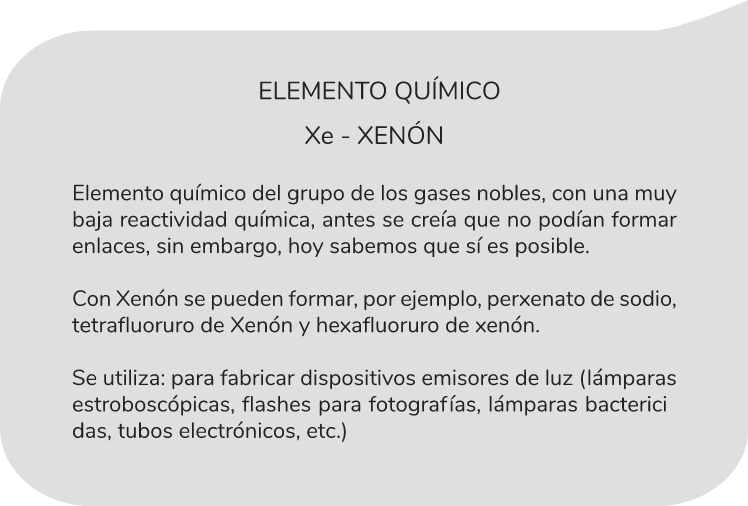 ELEMENTO QUÍMICO
Xe - XENÓN
Elemento químico del grupo de los gases nobles, con una muy
baja reactividad química, antes se creía que no podían formar
enlaces, sin embargo, hoy sabemos que sí es posible.
Con Xenón se pueden formar, por ejemplo, perxenato de sodio,
tetrafluoruro de Xenón y hexafluoruro de xenón.
Se utiliza: para fabricar dispositivos emisores de luz (lámparas
estroboscópicas, flashes para fotografías, lámparas bacterici
das, tubos electrónicos, etc.)